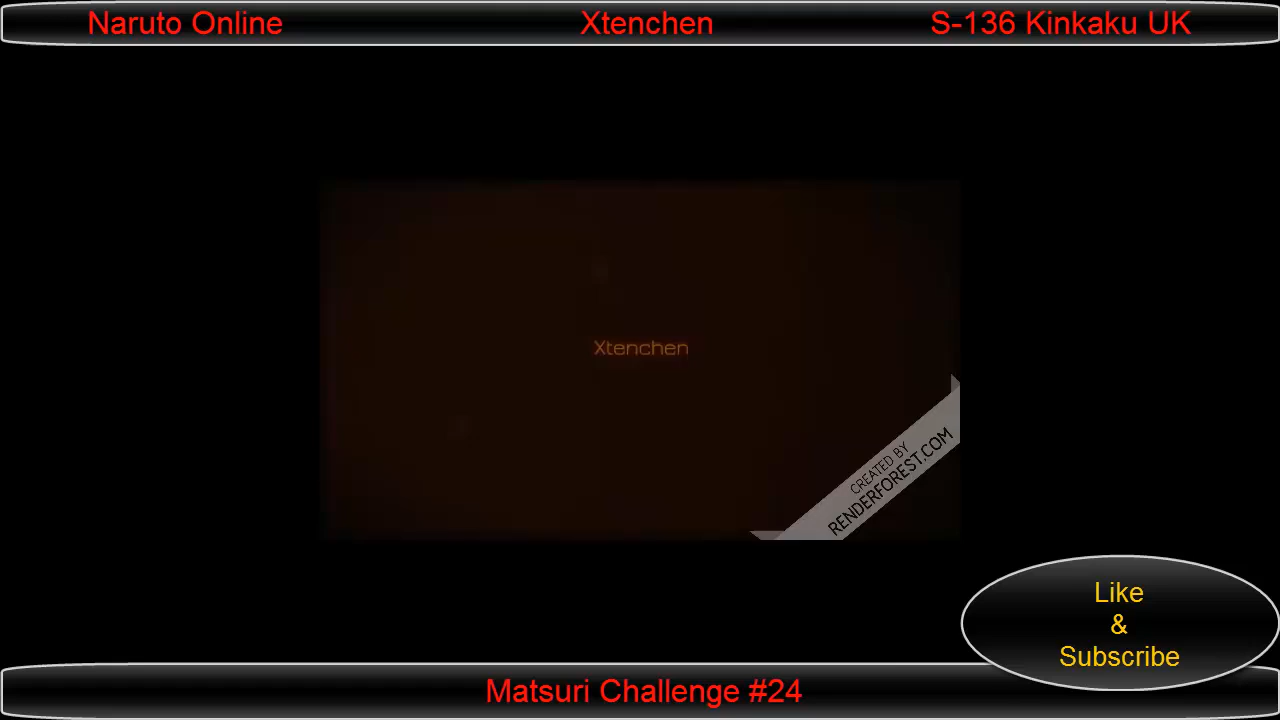 Naruto Online Xtenchen S-136 Kinkaku UK
Xtenchen
CREATED BY
RENDERFOREST.COM
Like
&
Subscribe
Matsuri Challenge #24